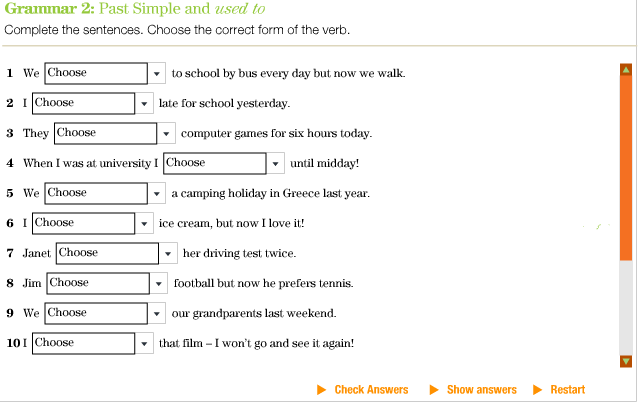 Grammar 2: Past Simple and used to
Complete the sentences. Choose the correct form of the verb.
1 We Choose to school by bus every day but now we walk.
2 I Choose late for school yesterday.
3 They Choose computer games for six hours today.
4 When I was at university I Choose until midday!
5 We Choose a camping holiday in Greece last year.
6 I Choose ice cream, but now I love it!
7 Janet Choose her driving test twice.
8 Jim Choose football but now he prefers tennis.
9 We Choose our grandparents last weekend.
10 I Choose that film – I won't go and see it again!
Check Answers Show answers Restart